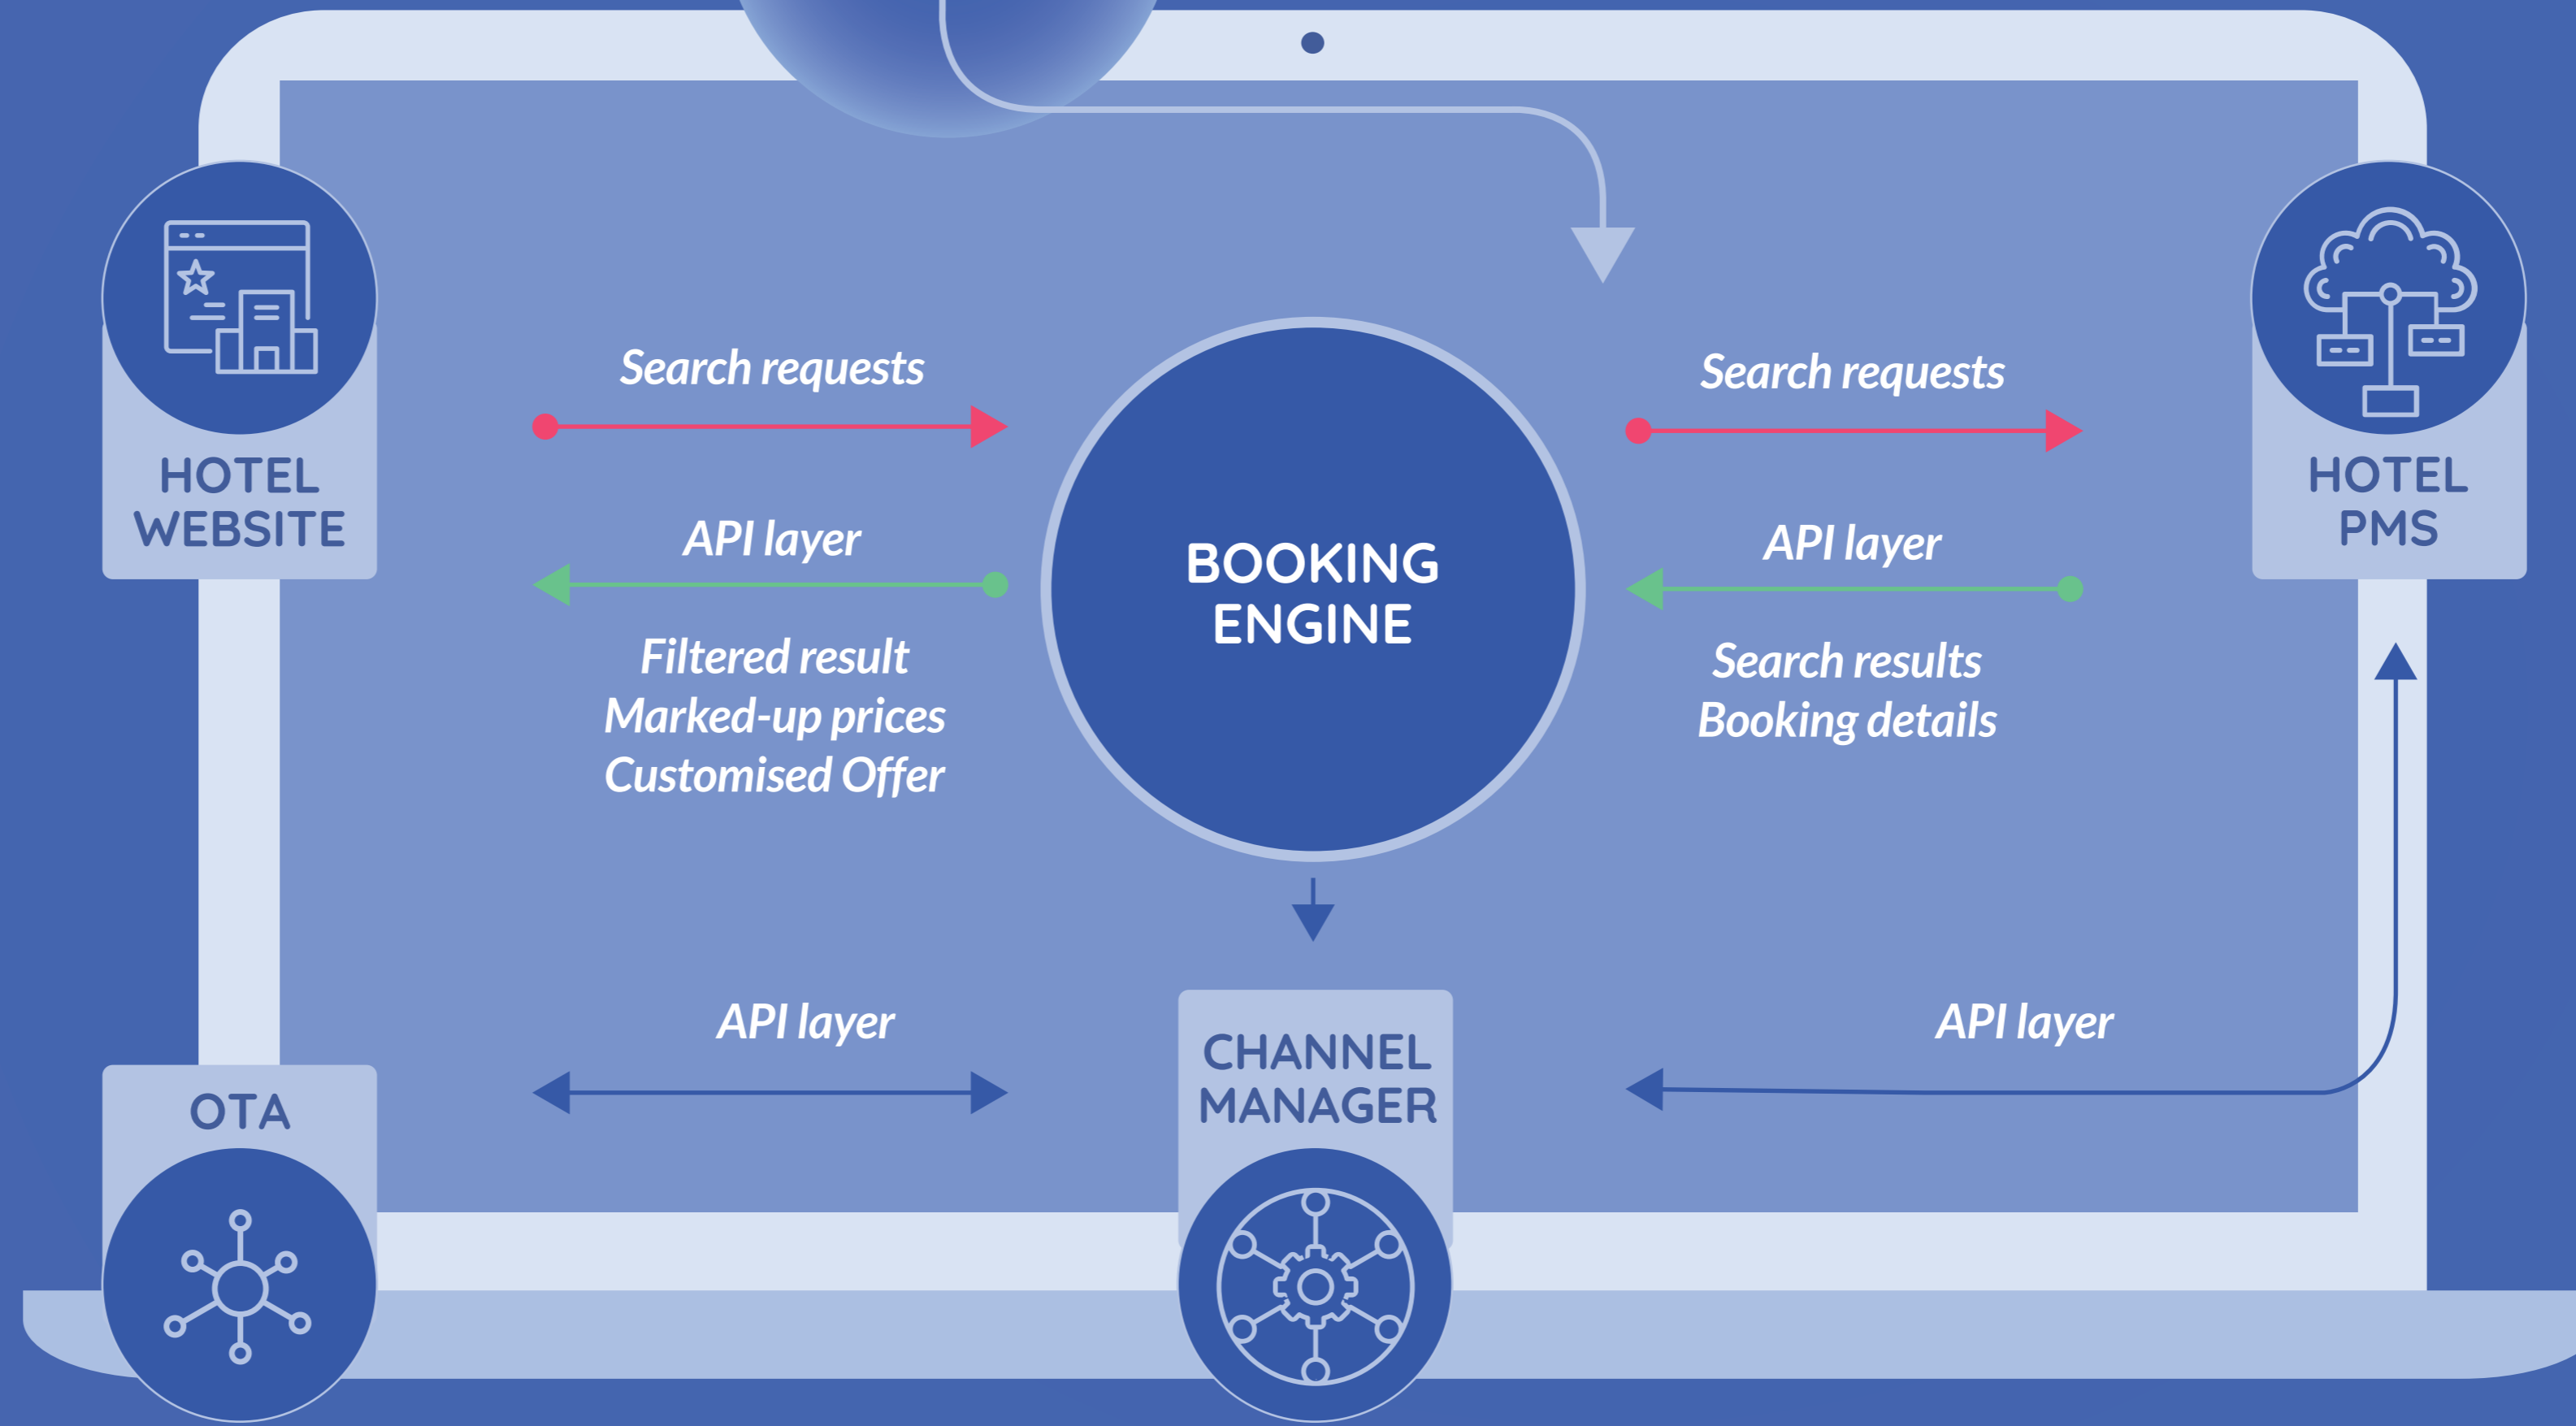 HOTEL
WEBSITE
Search requests
API layer
Filtered result
Marked-up prices
Customised Offer
BOOKING
ENGINE
Search requests
API layer
Search results
Booking details
HOTEL
PMS
OTA
API layer
CHANNEL
MANAGER
API layer